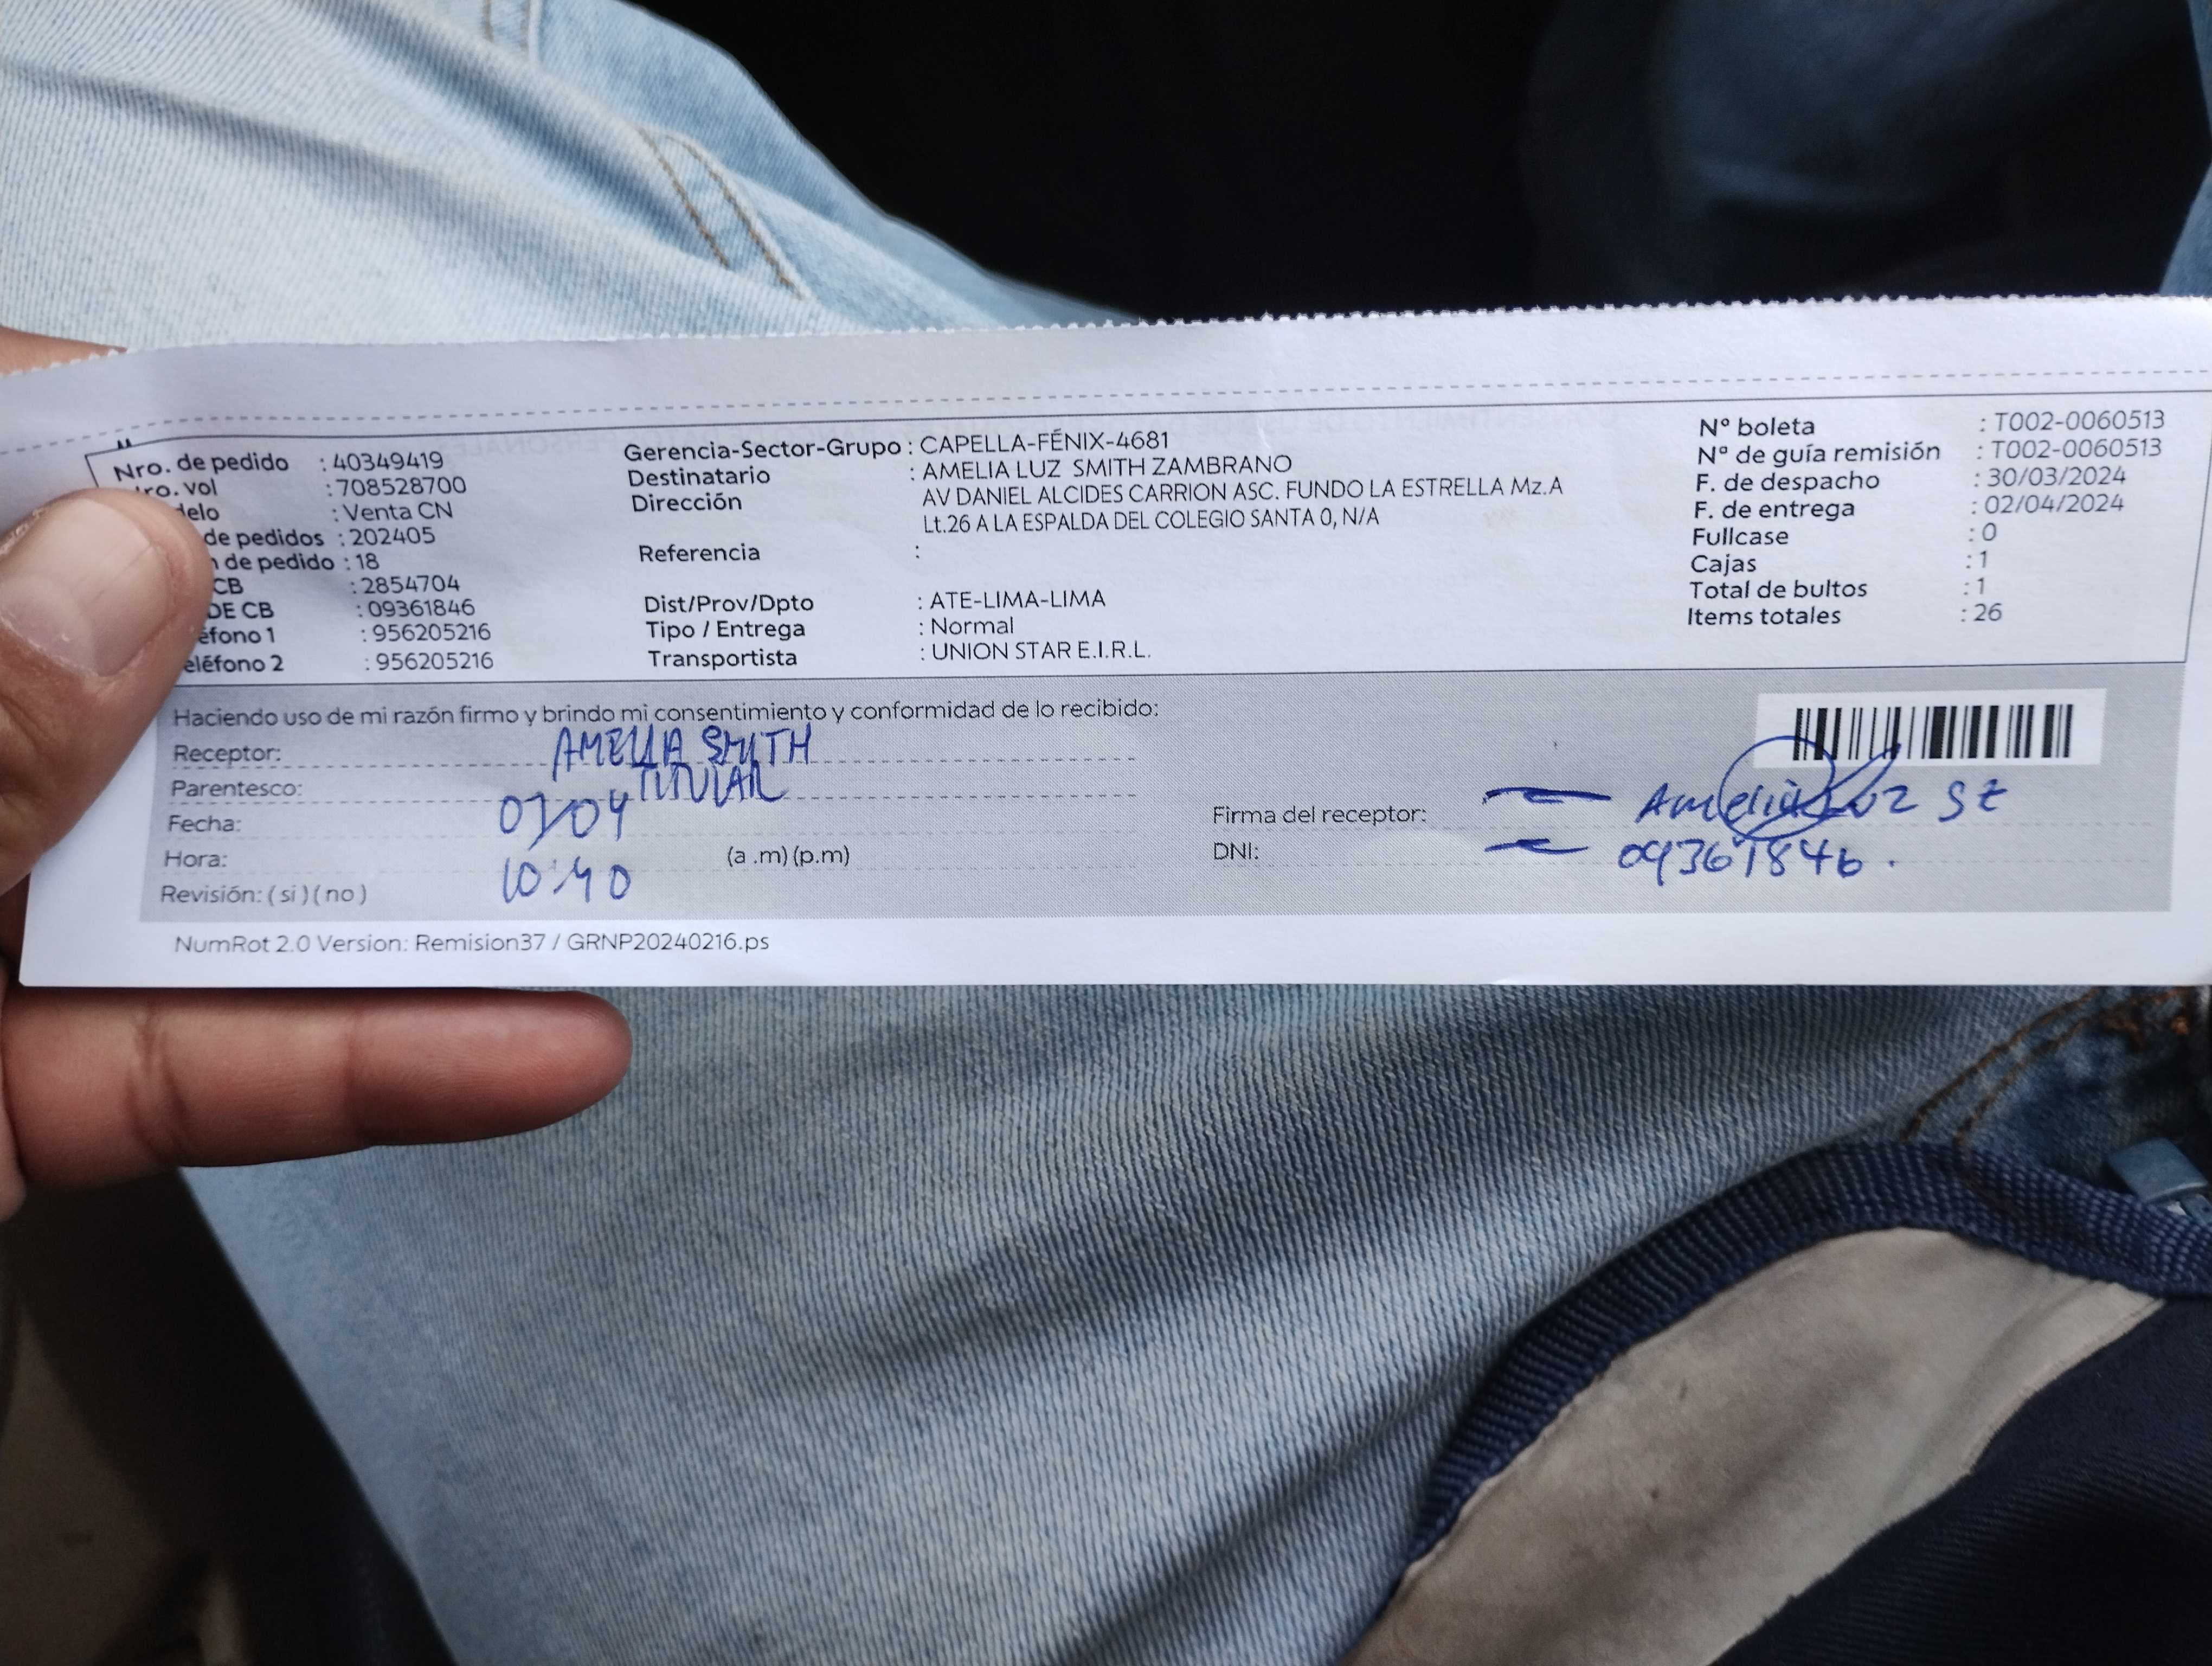 Nro. de pedido : 40349419
ro. vol : 708528700
delo : Venta CN
de pedidos : 202405
de pedido : 18
CB : 2854704
DE CB : 09361846
éfono 1 : 956205216
eléfono 2 : 956205216
Gerencia-Sector-Grupo : CAPELLA-FÉNIX-4681
Destinatario : AMELIA LUZ SMITH ZAMBRANO
Dirección AV DANIEL ALCIDES CARRION ASC. FUNDO LA ESTRELLA Mz.A
Lt.26 A LA ESPALDA DEL COLEGIO SANTA 0, N/A
Referencia :
Dist/Prov/Dpto : ATE-LIMA-LIMA
Tipo / Entrega : Normal
Transportista : UNION STAR E.I.R.L.
N° boleta : T002-0060513
N° de guía remisión : T002-0060513
F. de despacho : 30/03/2024
F. de entrega : 02/04/2024
Fullcase : 0
Cajas : 1
Total de bultos : 1
Items totales : 26
Haciendo uso de mi razón firmo y brindo mi consentimiento y conformidad de lo recibido:
Receptor: AMELIA SMITH
Parentesco: TITULAR
Fecha:
Hora: 10:40 (a .m) (p.m)
Revisión: ( si ) ( no )
Firma del receptor: Amelia Luz SZ
DNI: 09361846.
NumRot 2.0 Version: Remision37 / GRNP20240216.ps